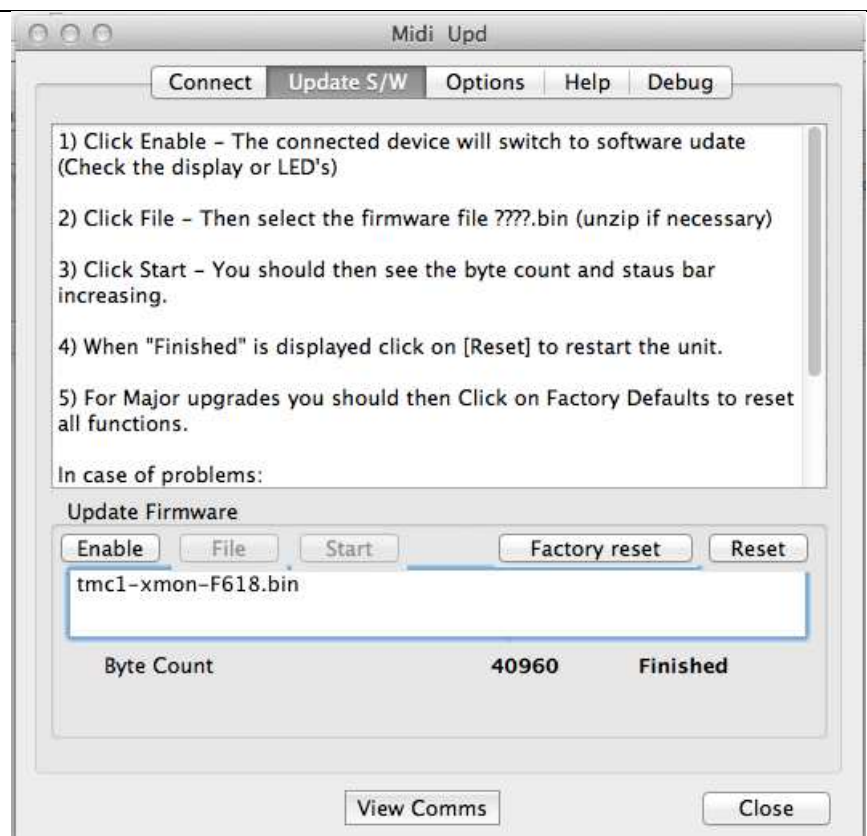 Midi Upd
Connect Update S/W Options Help Debug
1) Click Enable – The connected device will switch to software udate
(Check the display or LED's)
2) Click File – Then select the firmware file ????.bin (unzip if necessary)
3) Click Start – You should then see the byte count and staus bar
increasing.
4) When "Finished" is displayed click on [Reset] to restart the unit.
5) For Major upgrades you should then Click on Factory Defaults to reset
all functions.
In case of problems:
Update Firmware
Enable File Start Factory reset Reset
tmc1-xmon-F618.bin
Byte Count 40960 Finished
View Comms Close